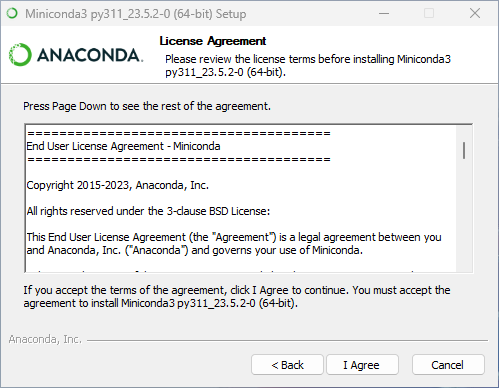 Miniconda3 py311_23.5.2-0 (64-bit) Setup
ANACONDA.
License Agreement
Please review the license terms before installing Miniconda3
py311_23.5.2-0 (64-bit).
Press Page Down to see the rest of the agreement.
======================================
End User License Agreement - Miniconda
======================================
Copyright 2015-2023, Anaconda, Inc.
All rights reserved under the 3-clause BSD License:
This End User License Agreement (the "Agreement") is a legal agreement between you
and Anaconda, Inc. ("Anaconda") and governs your use of Miniconda.
If you accept the terms of the agreement, click I Agree to continue. You must accept the
agreement to install Miniconda3 py311_23.5.2-0 (64-bit).
Anaconda, Inc.
< Back
I Agree
Cancel